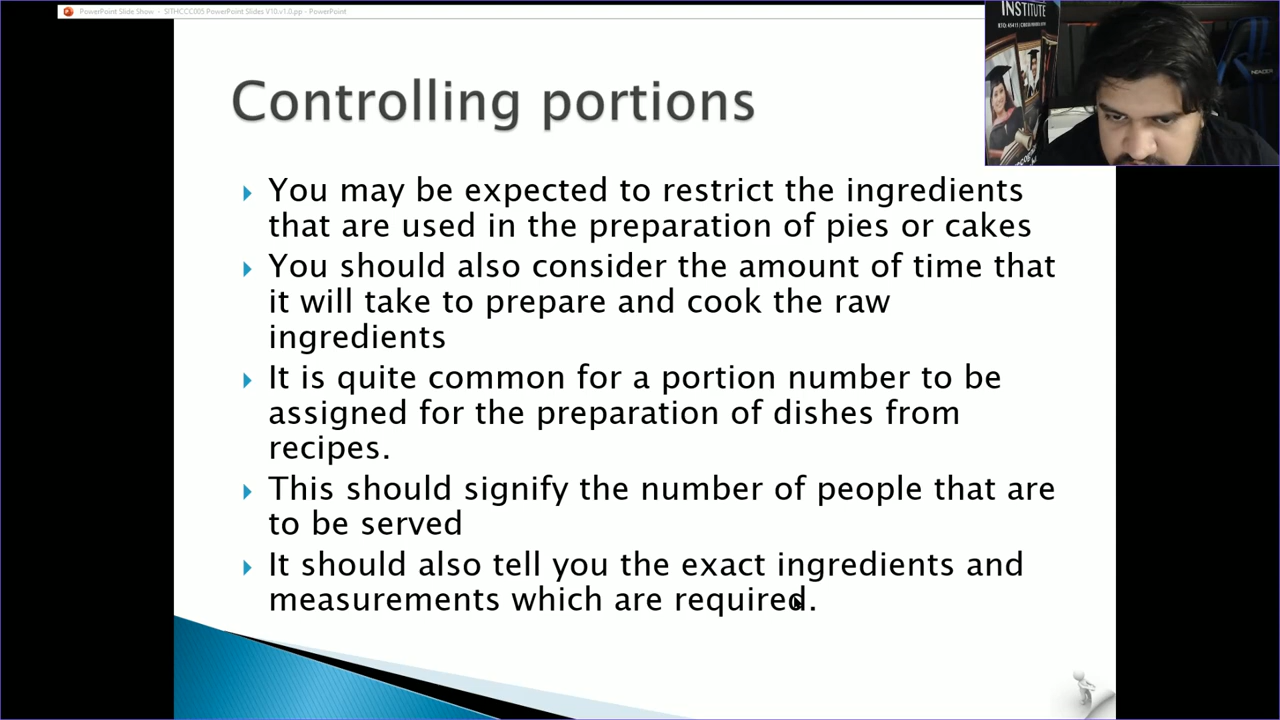 PowerPoint Slide Show - SITHCCC005 PowerPoint Slides V10.v1.0.pp - PowerPoint
INSTITUTE
Controlling portions
You may be expected to restrict the ingredients
that are used in the preparation of pies or cakes
You should also consider the amount of time that
it will take to prepare and cook the raw
ingredients
It is quite common for a portion number to be
assigned for the preparation of dishes from
recipes.
This should signify the number of people that are
to be served
It should also tell you the exact ingredients and
measurements which are required.